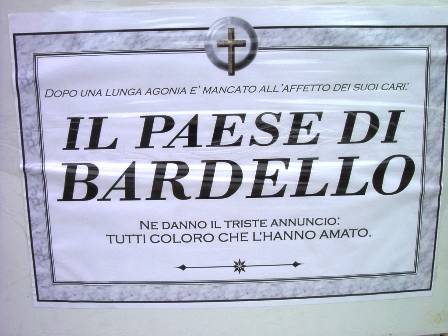 DOPO UNA LUNGA AGONIA E' MANCATO ALL'AFFETTO DEI SUOI CARI:
IL PAESE DI
BARDELLO
NE DANNO IL TRISTE ANNUNCIO:
TUTTI COLORO CHE L'HANNO AMATO.